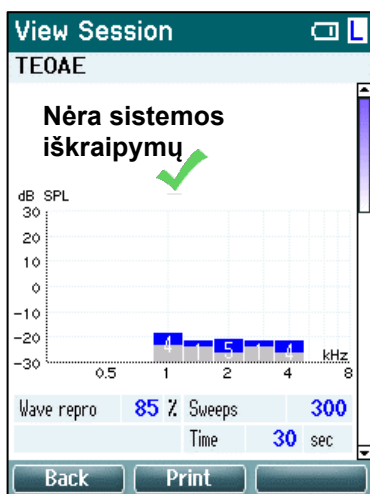 View Session L
TEOAE
Nėra sistemos
iškraipymų
dB SPL
30
20
10
0
-10
-20
-30
4 1 5 1 4
kHz
0.5 1 2 4 8
Wave repro 85 % Sweeps 300
Time 30 sec
Back Print